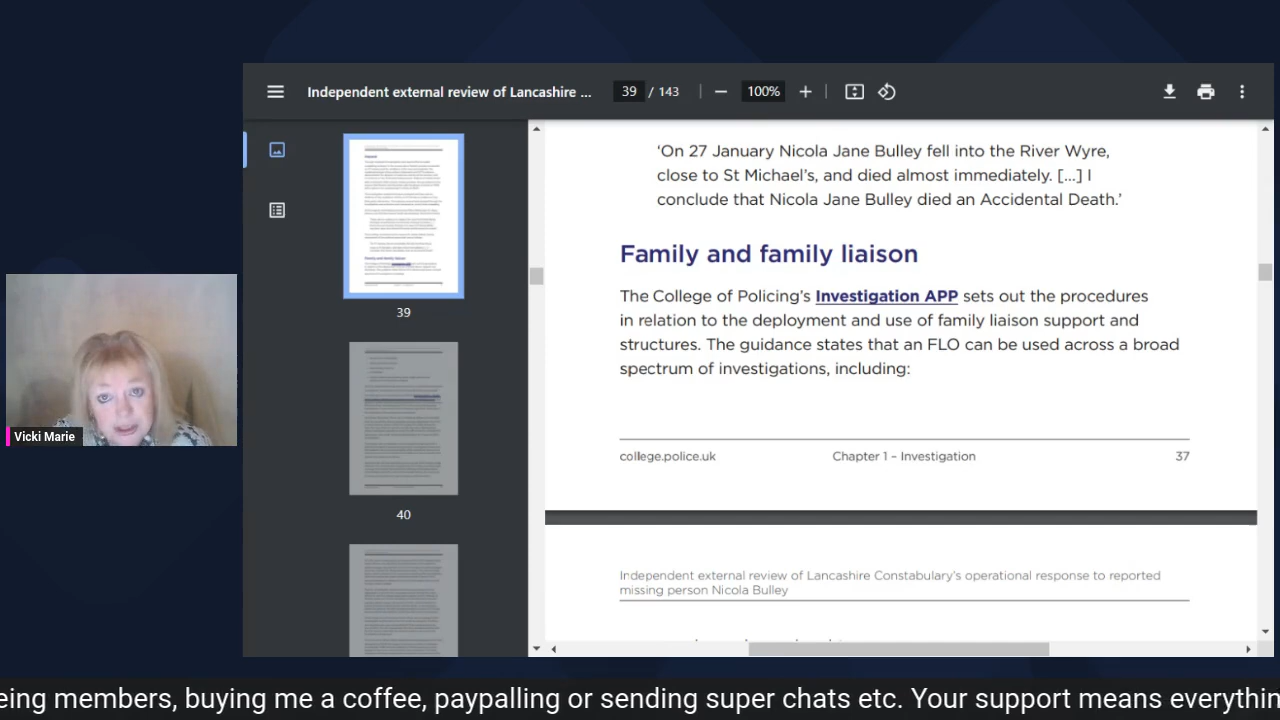 Independent external review of Lancashire ...
39 / 143
100%
39
40
'On 27 January Nicola Jane Bulley fell into the River Wyre,
close to St Michael's, and died almost immediately. [...] I
conclude that Nicola Jane Bulley died an Accidental Death.'
Family and family liaison
The College of Policing's Investigation APP sets out the procedures
in relation to the deployment and use of family liaison support and
structures. The guidance states that an FLO can be used across a broad
spectrum of investigations, including:
college.police.uk Chapter 1 – Investigation 37
Independent external review of Lancashire Constabulary's operational response to reported
missing person Nicola Bulley
Vicki Marie
members, buying me a coffee, paypalling or sending super chats etc. Your support means